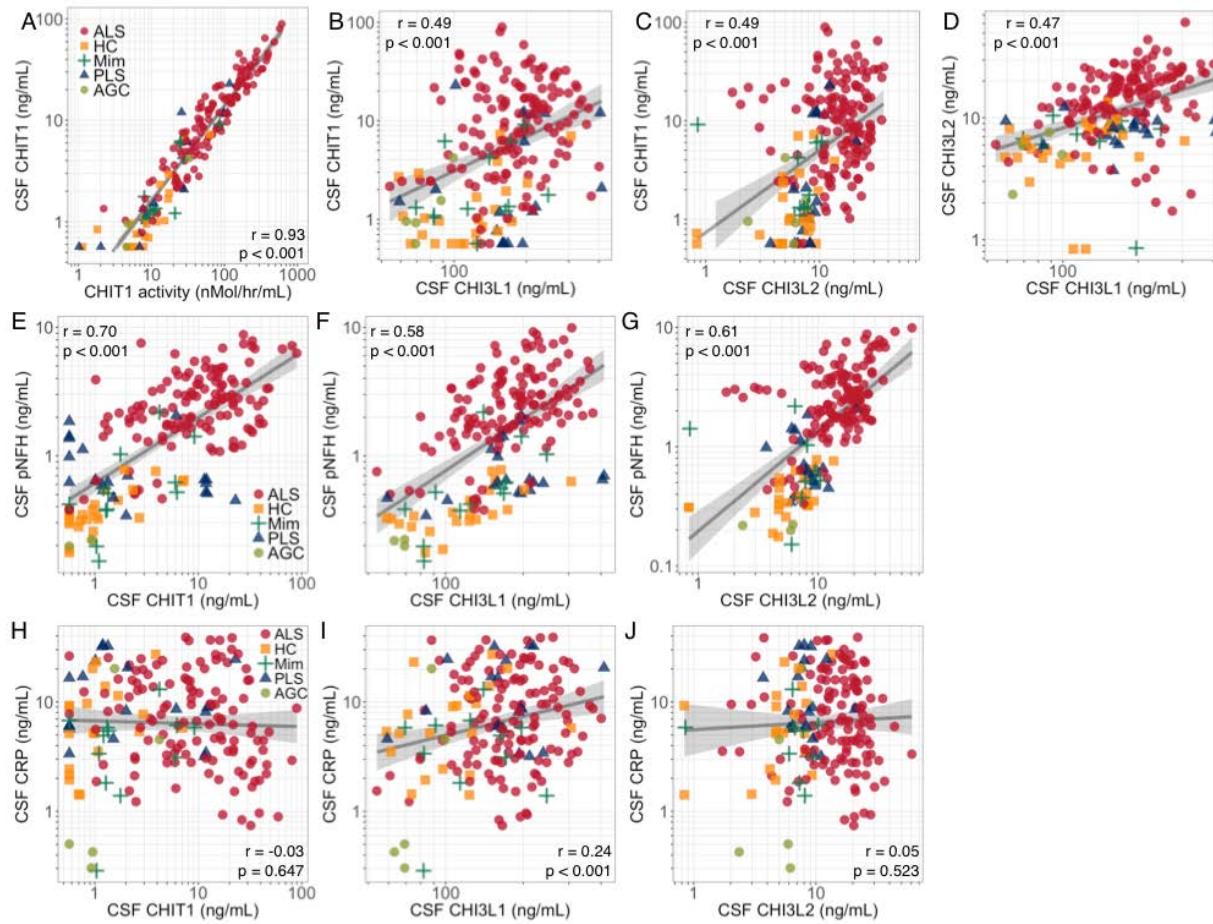 A
100
10
1
CSF CHIT1 (ng/mL)
ALS
HC
Mim
PLS
AGC
r = 0.93
p < 0.001
1
10
100
1000
CHIT1 activity (nMol/hr/mL)
B
100
10
1
CSF CHIT1 (ng/mL)
r = 0.49
p < 0.001
100
CSF CHI3L1 (ng/mL)
C
100
10
1
CSF CHIT1 (ng/mL)
r = 0.49
p < 0.001
1
10
CSF CHI3L2 (ng/mL)
D
10
1
CSF CHI3L2 (ng/mL)
r = 0.47
p < 0.001
100
CSF CHI3L1 (ng/mL)
E
10
1
CSF pNFH (ng/mL)
r = 0.70
p < 0.001
ALS
HC
Mim
PLS
AGC
1
10
100
CSF CHIT1 (ng/mL)
F
10
1
CSF pNFH (ng/mL)
r = 0.58
p < 0.001
100
CSF CHI3L1 (ng/mL)
G
10
1
0.1
CSF pNFH (ng/mL)
r = 0.61
p < 0.001
1
10
CSF CHI3L2 (ng/mL)
H
10
1
CSF CRP (ng/mL)
ALS
HC
Mim
PLS
AGC
r = -0.03
p = 0.647
1
10
100
CSF CHIT1 (ng/mL)
I
10
1
CSF CRP (ng/mL)
r = 0.24
p < 0.001
100
CSF CHI3L1 (ng/mL)
J
10
1
CSF CRP (ng/mL)
r = 0.05
p = 0.523
1
10
CSF CHI3L2 (ng/mL)